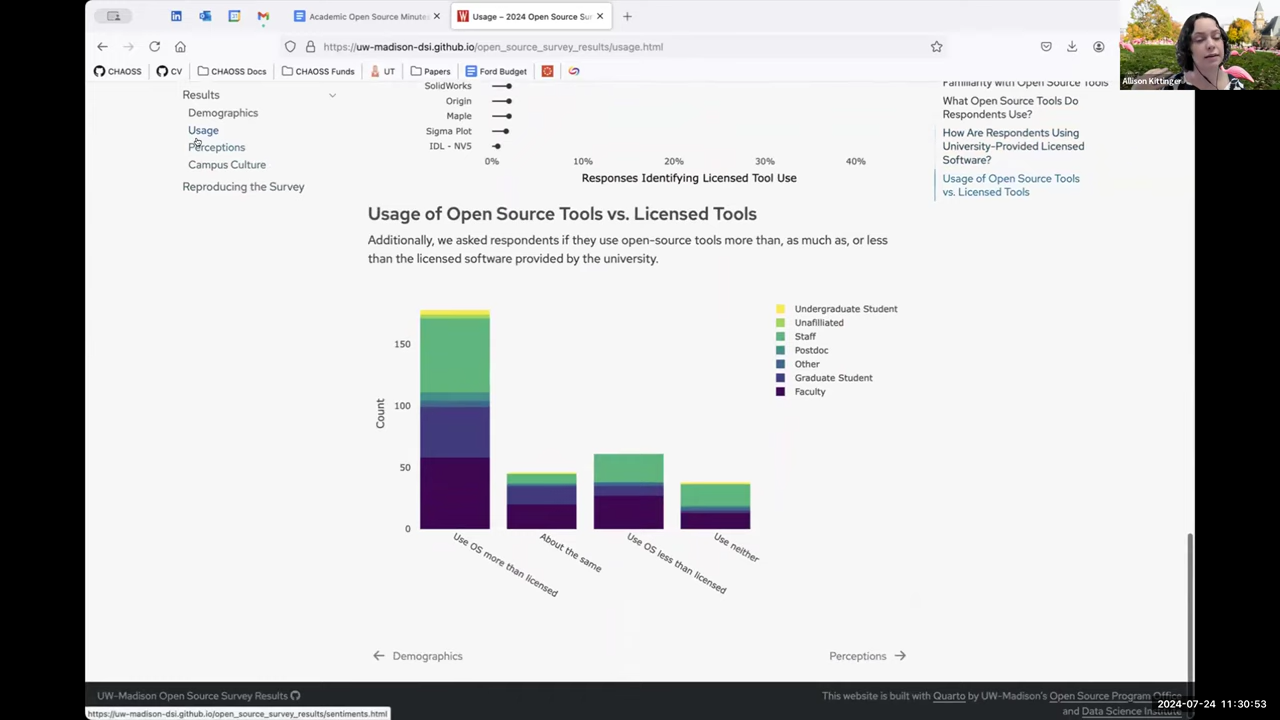 Academic Open Source Minutes
Usage – 2024 Open Source Su
https://uw-madison-dsi.github.io/open_source_survey_results/usage.html
CHAOSS
CV
CHAOSS Docs
CHAOSS Funds
UT
Papers
Ford Budget
Allison Kittinger
Results
Demographics
Usage
Perceptions
Campus Culture
Reproducing the Survey
SolidWorks
Origin
Maple
Sigma Plot
IDL - NV5
0%
10%
20%
30%
40%
Responses Identifying Licensed Tool Use
Familiarity with Open Source Tools
What Open Source Tools Do
Respondents Use?
How Are Respondents Using
University-Provided Licensed
Software?
Usage of Open Source Tools
vs. Licensed Tools
Usage of Open Source Tools vs. Licensed Tools
Additionally, we asked respondents if they use open-source tools more than, as much as, or less
than the licensed software provided by the university.
Undergraduate Student
Unafilliated
Staff
Postdoc
Other
Graduate Student
Faculty
Count
150
100
50
0
Use OS more than licensed
About the same
Use OS less than licensed
Use neither
Demographics
Perceptions
UW-Madison Open Source Survey Results
This website is built with Quarto by UW-Madison's Open Source Program Office
and Data Science Institute
https://uw-madison-dsi.github.io/open_source_survey_results/sentiments.html
2024-07-24 11:30:53